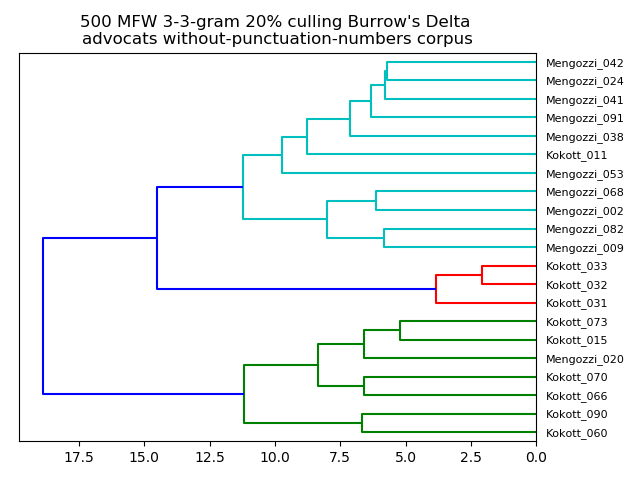 500 MFW 3-3-gram 20% culling Burrow's Delta
advocats without-punctuation-numbers corpus
Mengozzi_042
Mengozzi_024
Mengozzi_041
Mengozzi_091
Mengozzi_038
Kokott_011
Mengozzi_053
Mengozzi_068
Mengozzi_002
Mengozzi_082
Mengozzi_009
Kokott_033
Kokott_032
Kokott_031
Kokott_073
Kokott_015
Mengozzi_020
Kokott_070
Kokott_066
Kokott_090
Kokott_060
17.5 15.0 12.5 10.0 7.5 5.0 2.5 0.0